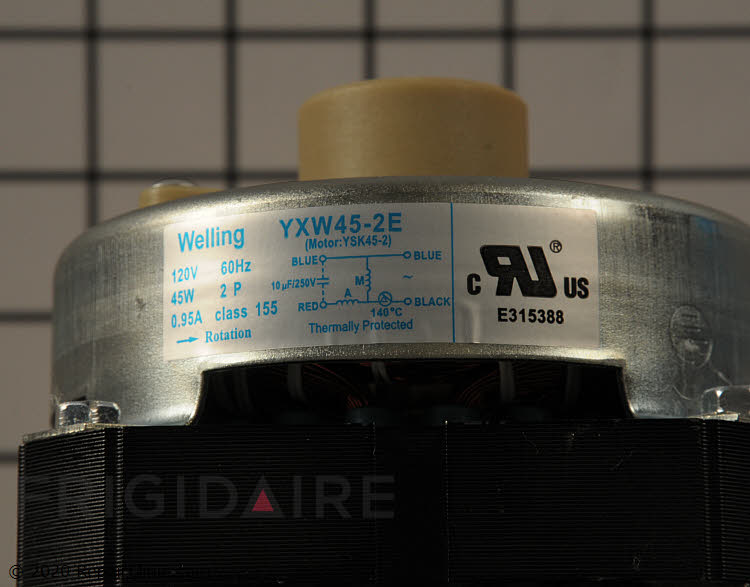 Welling
YXW45-2E
(Motor:YSK45-2)
120V 60Hz
45W 2 P
0.95A class 155
Rotation
BLUE
BLUE
10µF/250V
M
~
A
RED
BLACK
140°C
Thermally Protected
C RU ® US
E315388
FRIGIDAIRE
© 2020